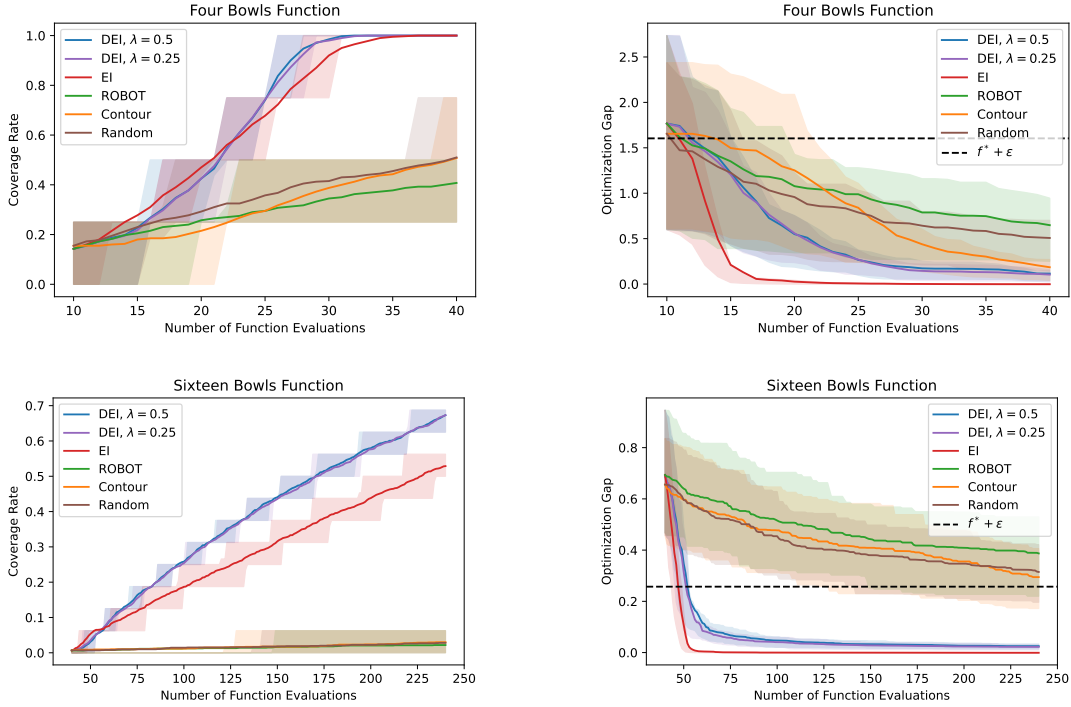 Four Bowls Function
Coverage Rate
1.0
0.8
0.6
0.4
0.2
0.0
DEI, λ = 0.5
DEI, λ = 0.25
EI
ROBOT
Contour
Random
10 15 20 25 30 35 40
Number of Function Evaluations
Four Bowls Function
Optimization Gap
2.5
2.0
1.5
1.0
0.5
0.0
DEI, λ = 0.5
DEI, λ = 0.25
EI
ROBOT
Contour
Random
f* + ε
10 15 20 25 30 35 40
Number of Function Evaluations
Sixteen Bowls Function
Coverage Rate
0.7
0.6
0.5
0.4
0.3
0.2
0.1
0.0
DEI, λ = 0.5
DEI, λ = 0.25
EI
ROBOT
Contour
Random
50 75 100 125 150 175 200 225 250
Number of Function Evaluations
Sixteen Bowls Function
Optimization Gap
0.8
0.6
0.4
0.2
0.0
DEI, λ = 0.5
DEI, λ = 0.25
EI
ROBOT
Contour
Random
f* + ε
50 75 100 125 150 175 200 225 250
Number of Function Evaluations